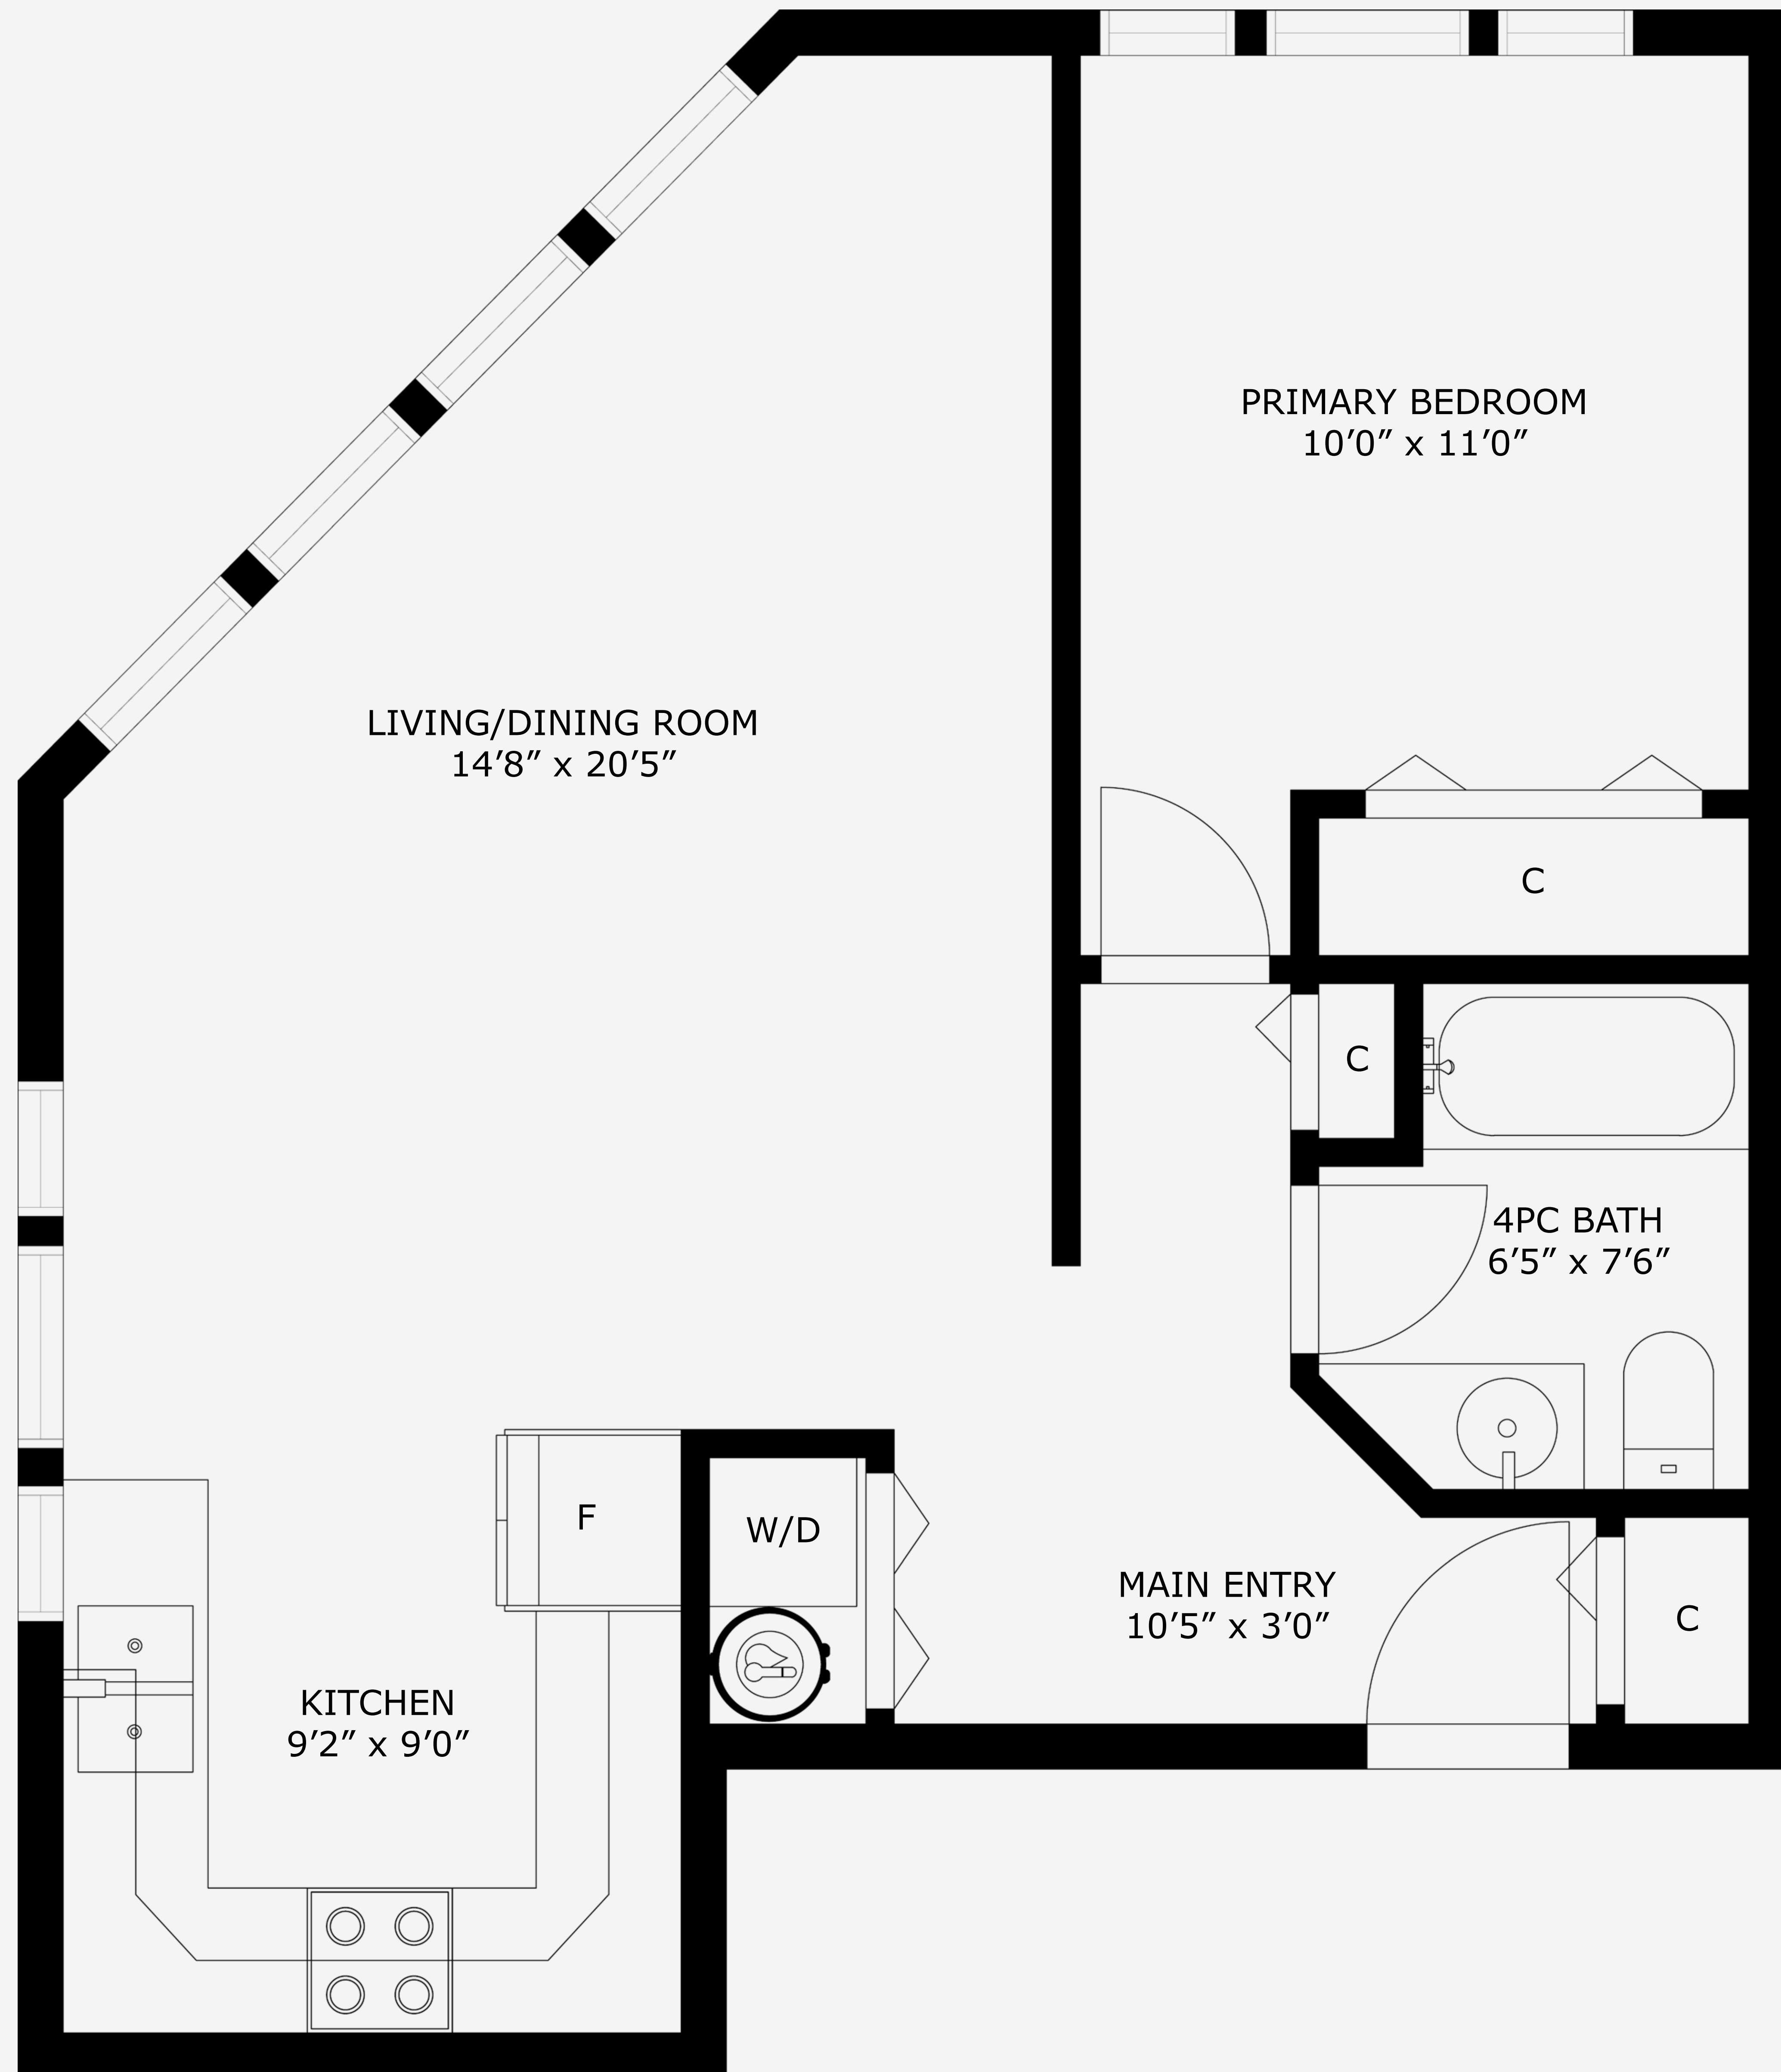 PRIMARY BEDROOM
10’0” x 11’0”
LIVING/DINING ROOM
14’8” x 20’5”
C
C
4PC BATH
6’5” x 7’6”
F
W/D
MAIN ENTRY
10’5” x 3’0”
C
KITCHEN
9’2” x 9’0”